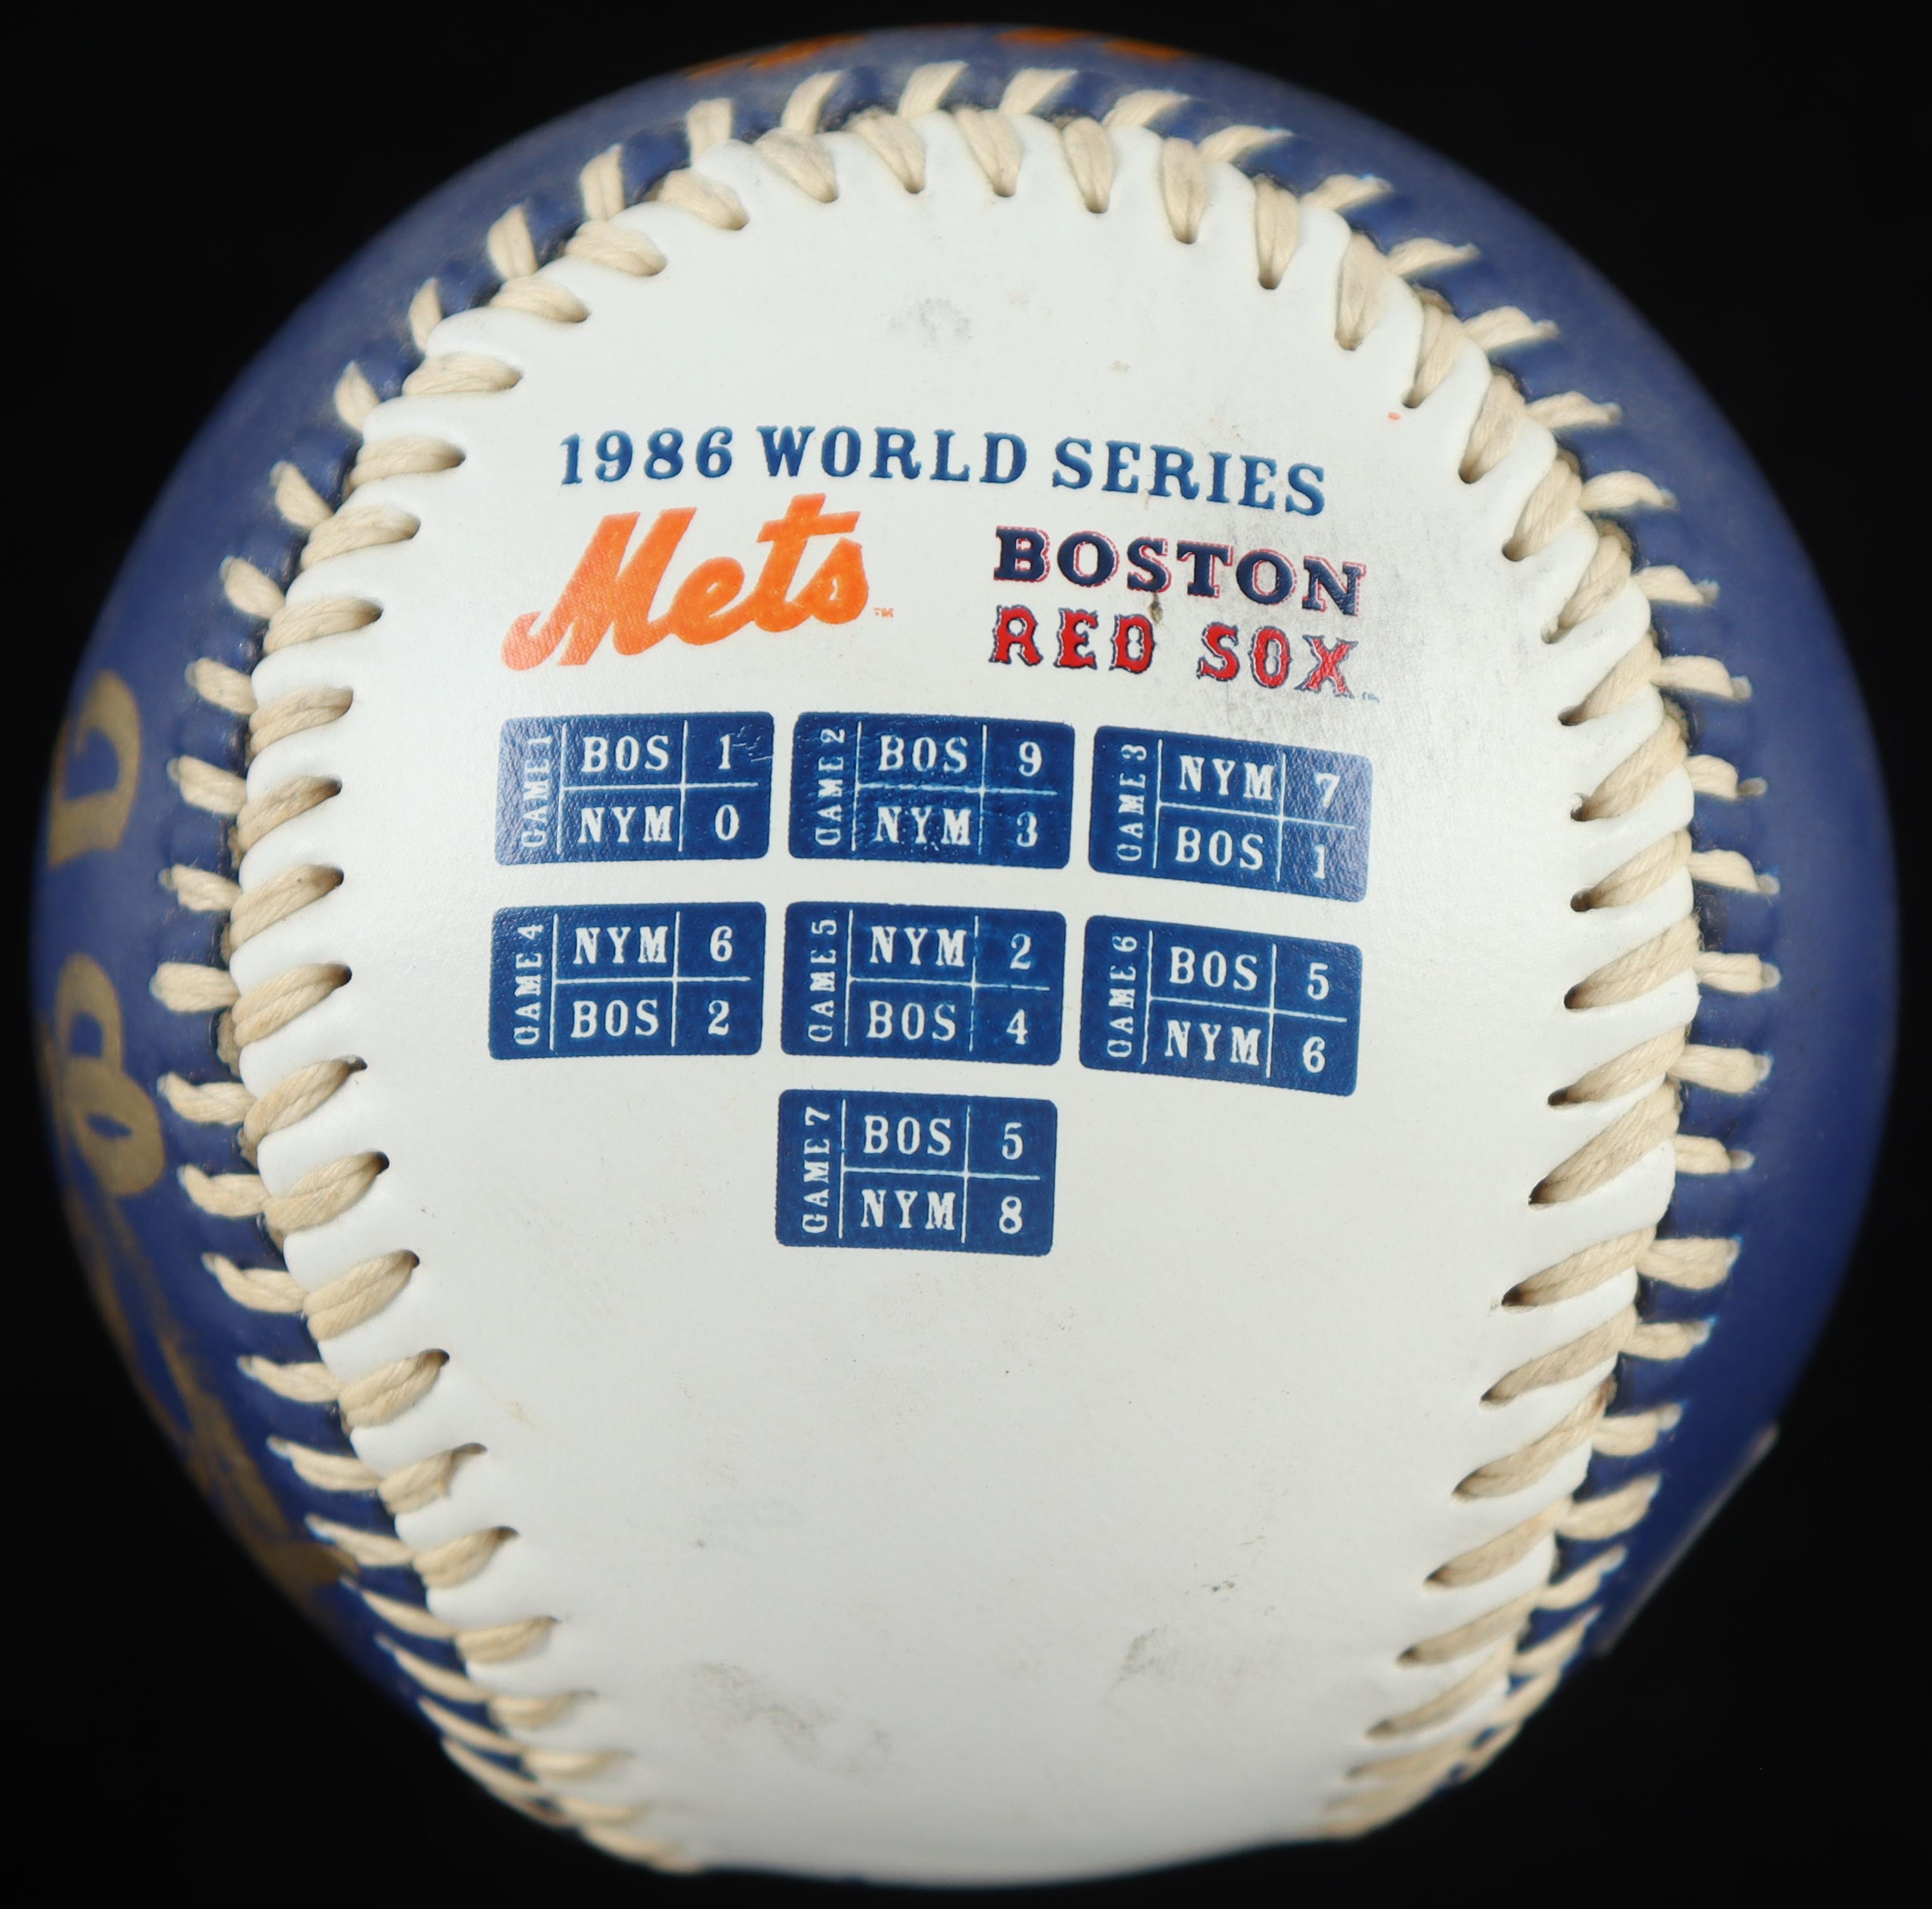 1986 WORLD SERIES
Mets™
BOSTON
RED SOX™
GAME 1
BOS 1
NYM 0
GAME 2
BOS 9
NYM 3
GAME 3
NYM 7
BOS 1
GAME 4
NYM 6
BOS 2
GAME 5
NYM 2
BOS 4
GAME 6
BOS 5
NYM 6
GAME 7
BOS 5
NYM 8